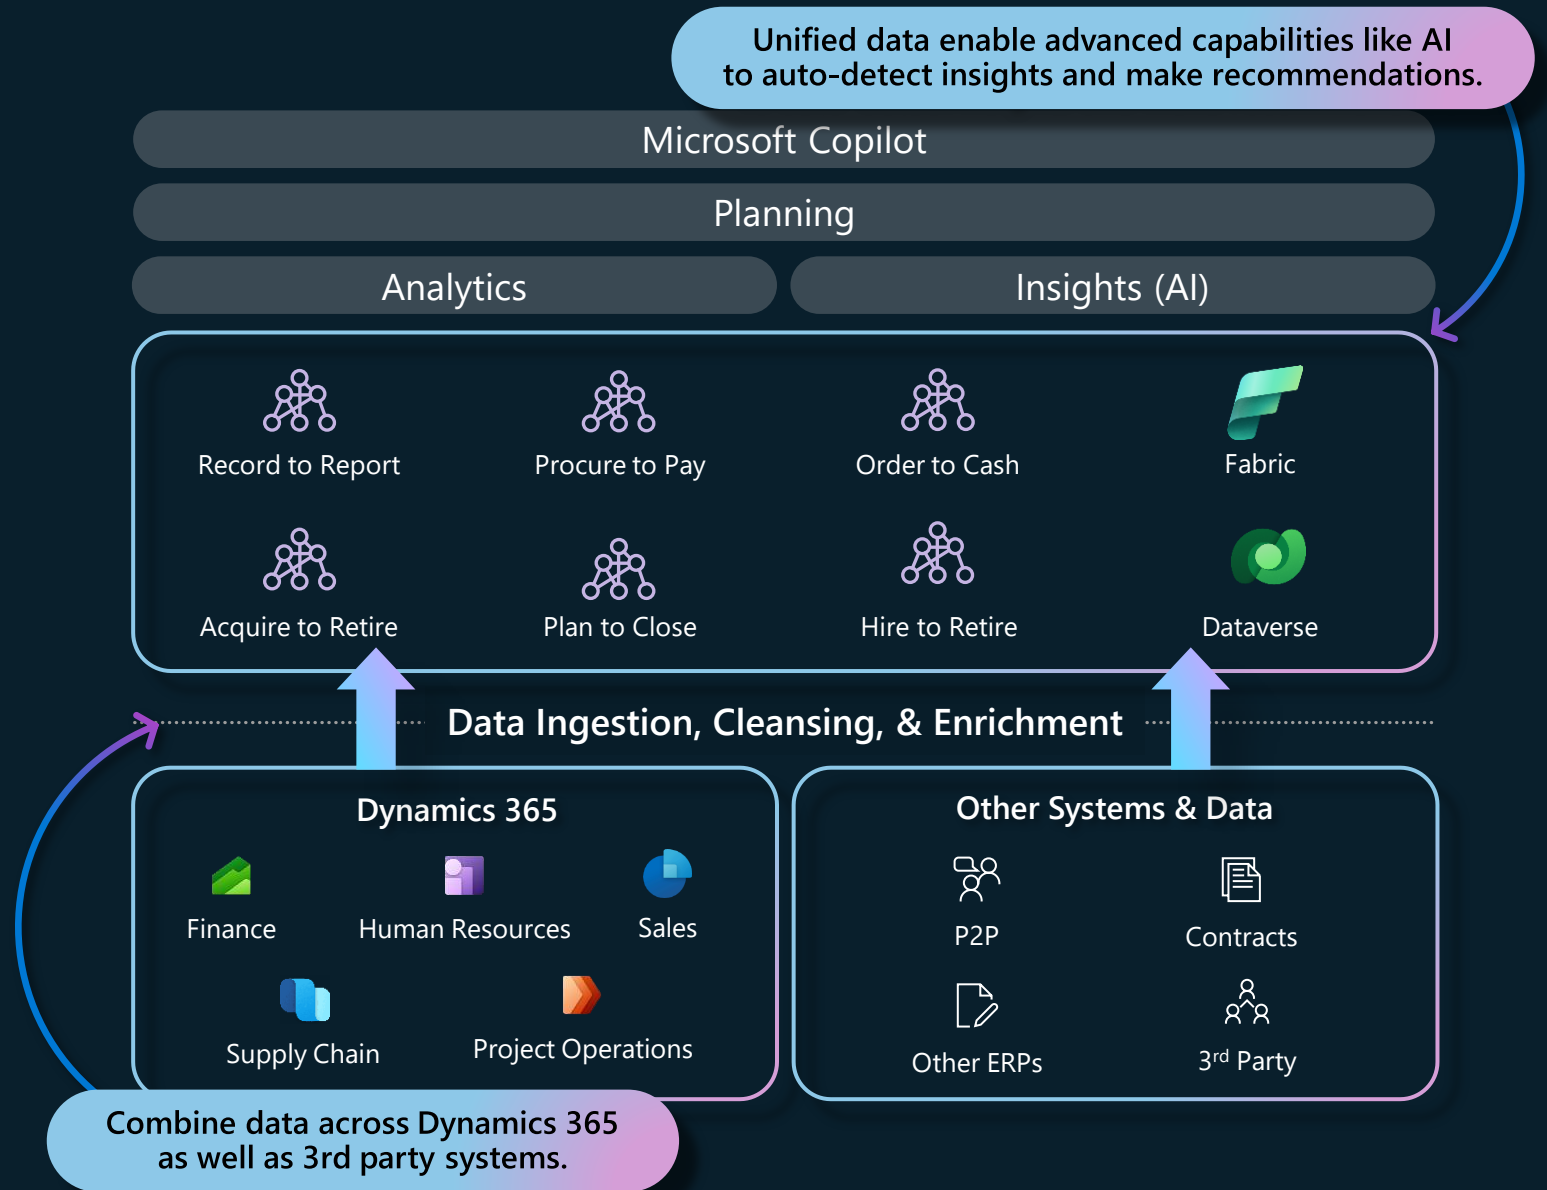 Unified data enable advanced capabilities like AI
to auto-detect insights and make recommendations.
Microsoft Copilot
Planning
Analytics
Insights (AI)
Record to Report
Procure to Pay
Order to Cash
Fabric
Acquire to Retire
Plan to Close
Hire to Retire
Dataverse
Data Ingestion, Cleansing, & Enrichment
Dynamics 365
Finance
Human Resources
Sales
Supply Chain
Project Operations
Other Systems & Data
P2P
Contracts
Other ERPs
3rd Party
Combine data across Dynamics 365
as well as 3rd party systems.